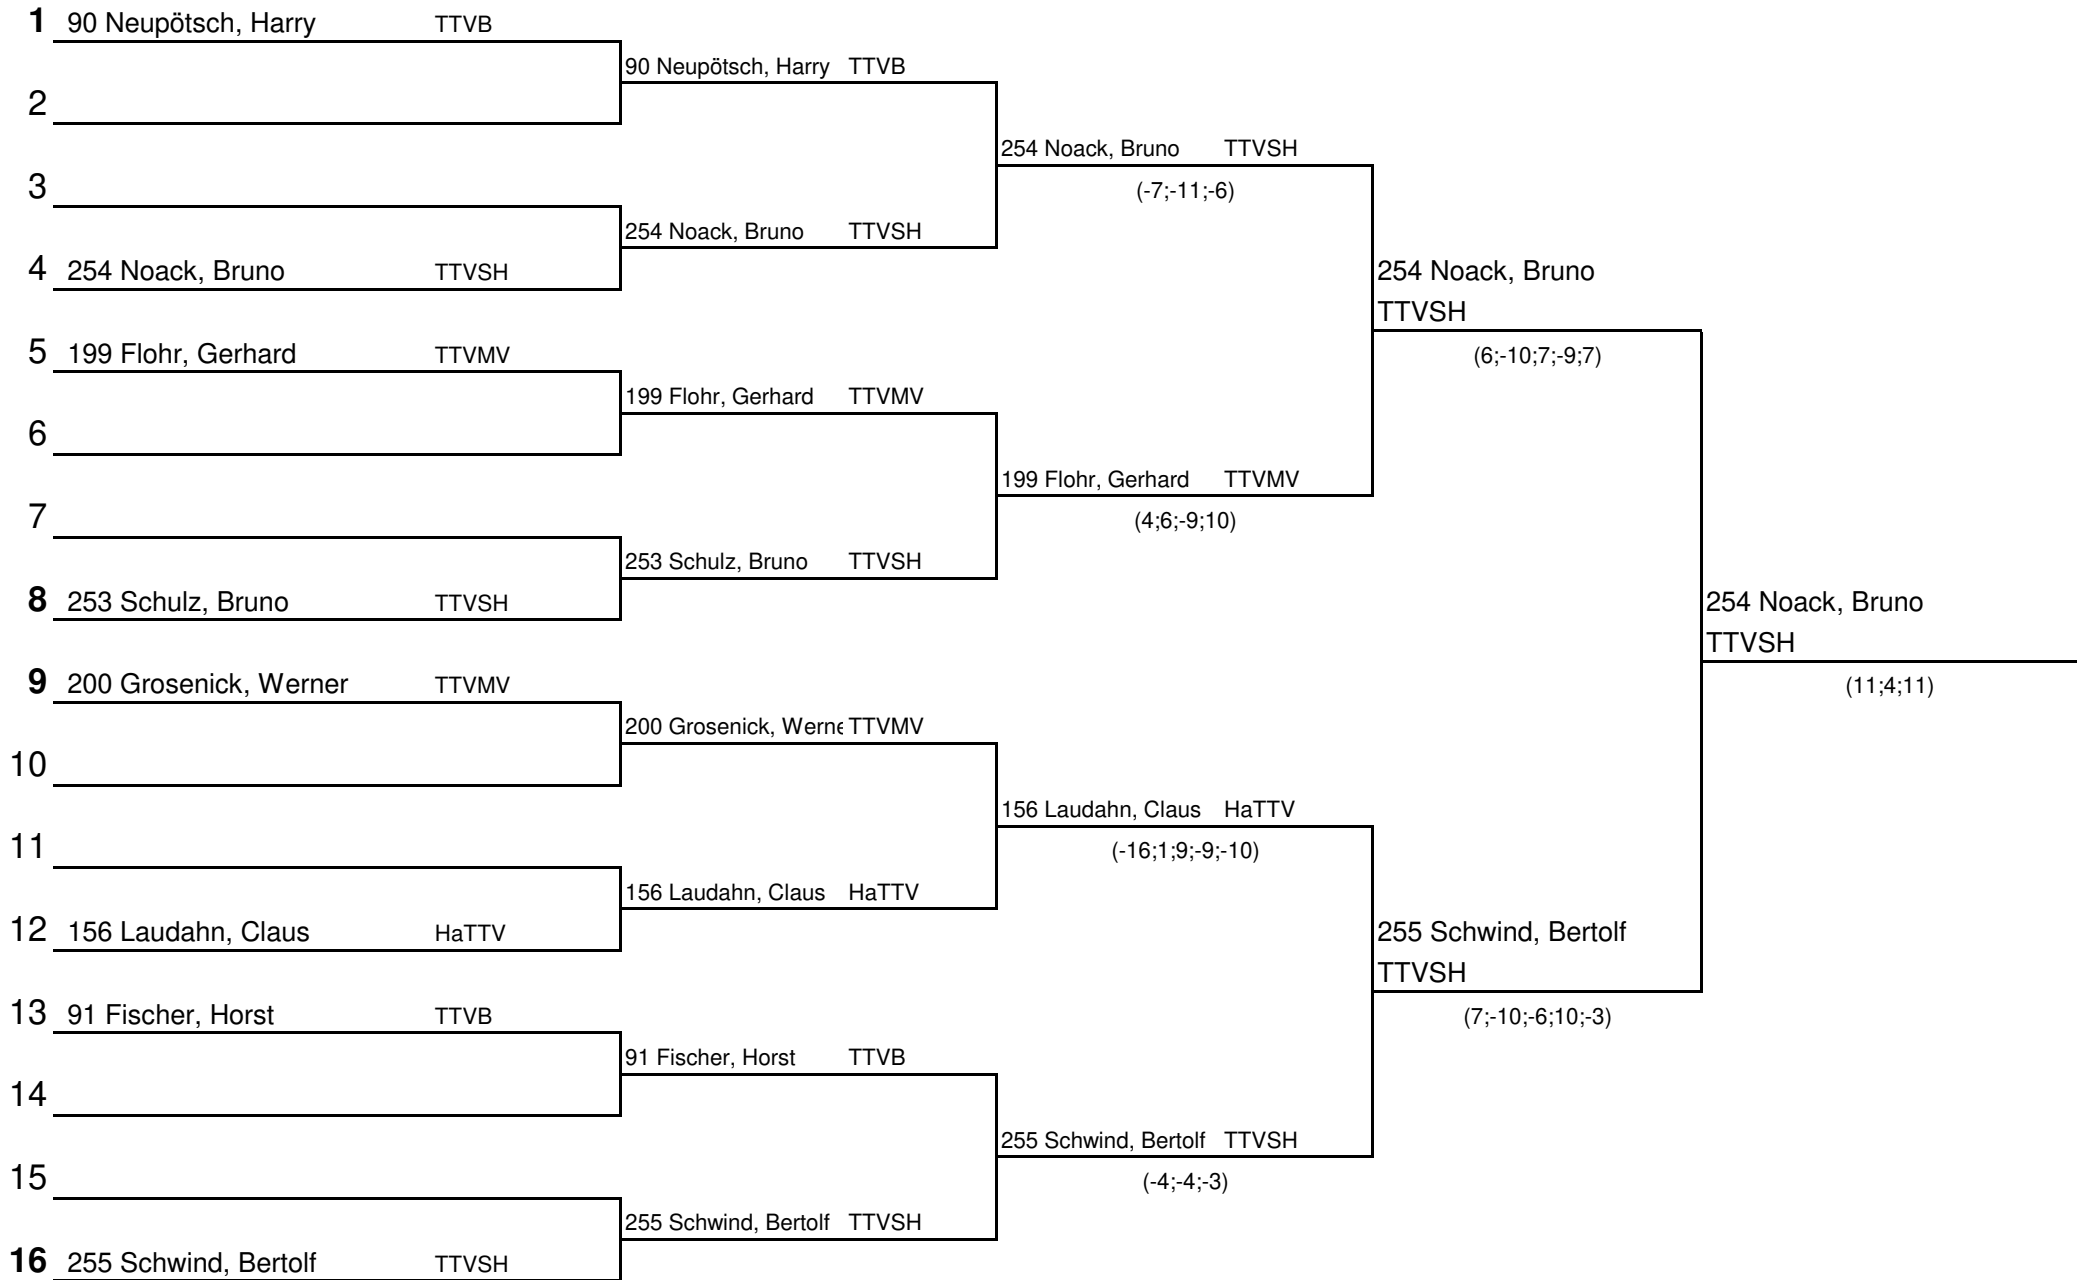 1 90 Neupötsch, Harry TTVB
90 Neupötsch, Harry TTVB
2
254 Noack, Bruno TTVSH
3
(-7;-11;-6)
254 Noack, Bruno TTVSH
4 254 Noack, Bruno TTVSH
254 Noack, Bruno
TTVSH
5 199 Flohr, Gerhard TTVMV
(6;-10;7;-9;7)
199 Flohr, Gerhard TTVMV
6
199 Flohr, Gerhard TTVMV
7
(4;6;-9;10)
253 Schulz, Bruno TTVSH
8 253 Schulz, Bruno TTVSH
254 Noack, Bruno
TTVSH
9 200 Grosenick, Werner TTVMV
(11;4;11)
200 Grosenick, Werne TTVMV
10
156 Laudahn, Claus HaTTV
11
(-16;1;9;-9;-10)
156 Laudahn, Claus HaTTV
12 156 Laudahn, Claus HaTTV
255 Schwind, Bertolf
TTVSH
13 91 Fischer, Horst TTVB
(7;-10;-6;10;-3)
91 Fischer, Horst TTVB
14
255 Schwind, Bertolf TTVSH
15
(-4;-4;-3)
255 Schwind, Bertolf TTVSH
16 255 Schwind, Bertolf TTVSH